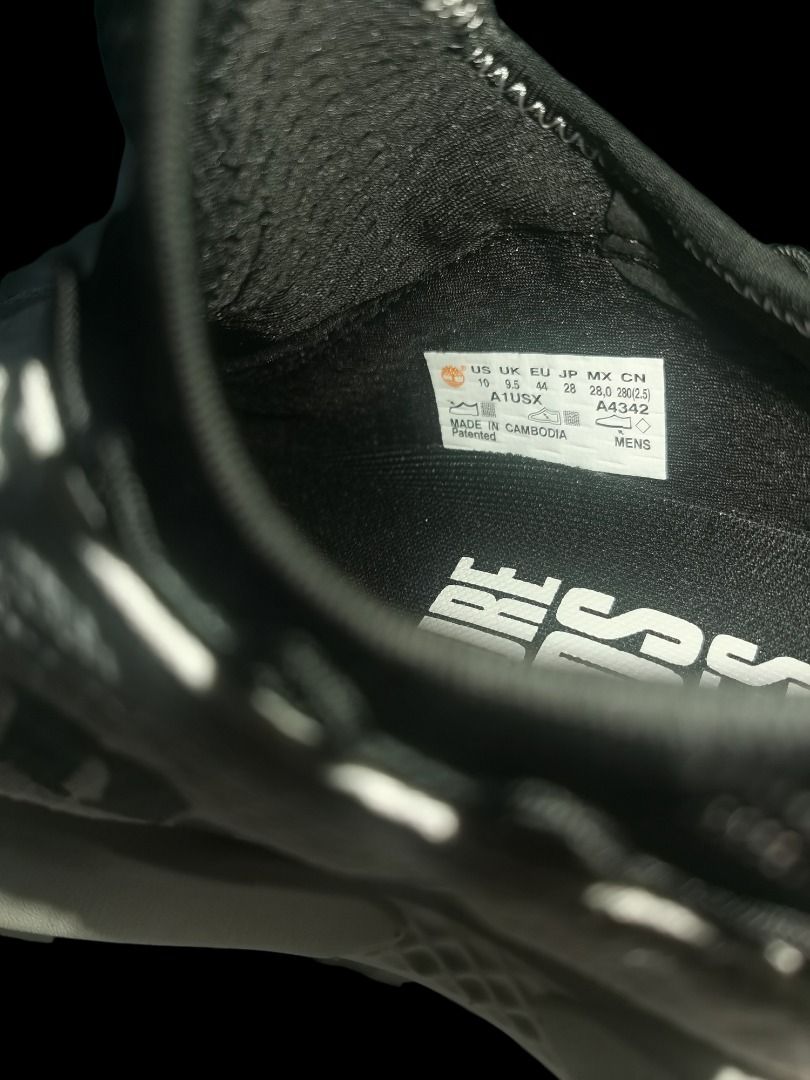 US UK EU JP MX CN
10 9.5 44 28 28,0 280(2.5)
A1USX A4342
MADE IN CAMBODIA
Patented MENS